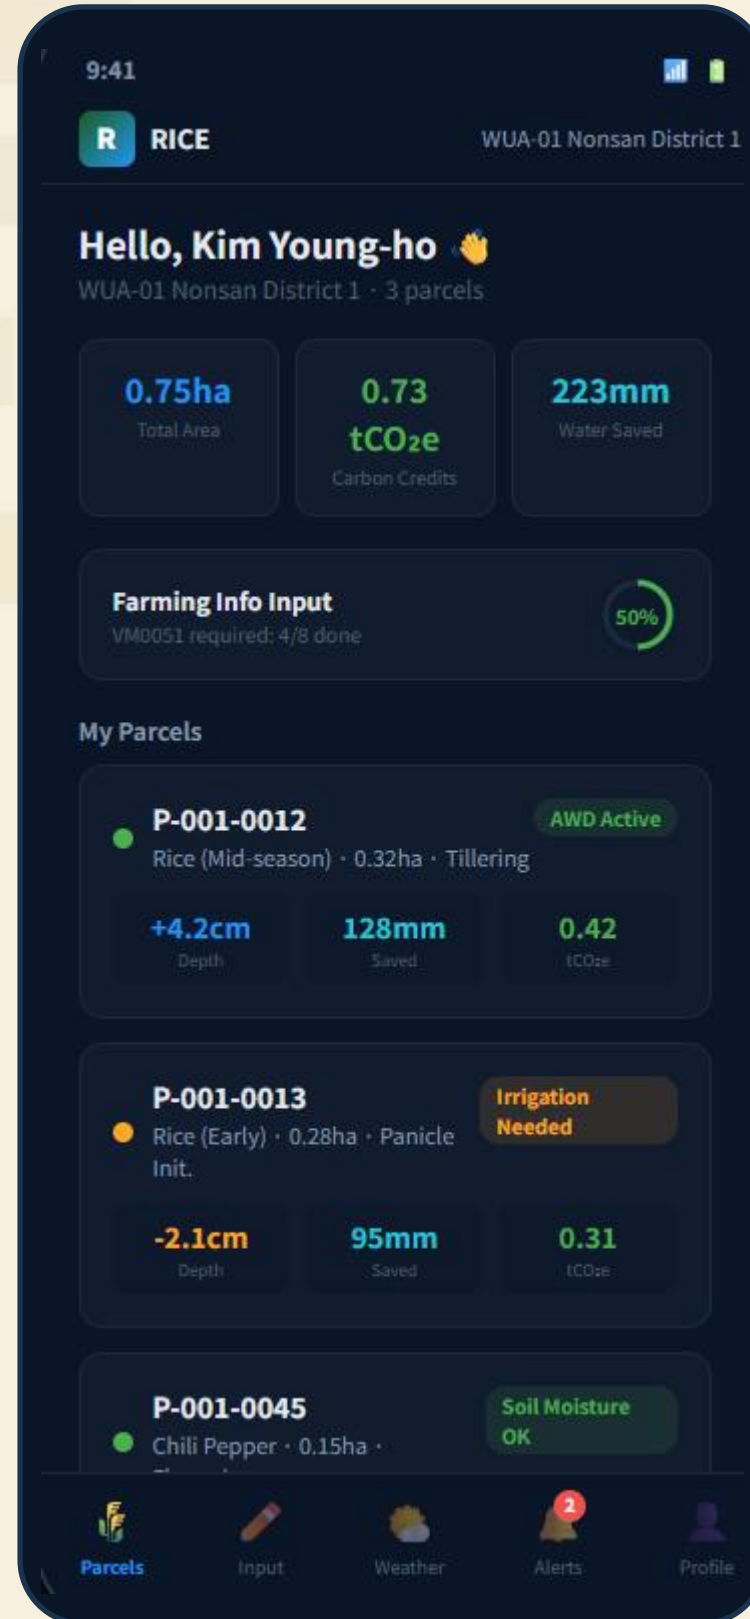 9:41
R RICE WUA-01 Nonsan District 1
Hello, Kim Young-ho 👋
WUA-01 Nonsan District 1 · 3 parcels
0.75ha
Total Area
0.73
tCO₂e
Carbon Credits
223mm
Water Saved
Farming Info Input
VM0051 required: 4/8 done
50%
My Parcels
P-001-0012
AWD Active
Rice (Mid-season) · 0.32ha · Tillering
+4.2cm 128mm 0.42
Depth Saved tCO₂e
P-001-0013
Irrigation
Needed
Rice (Early) · 0.28ha · Panicle
Init.
-2.1cm 95mm 0.31
Depth Saved tCO₂e
P-001-0045
Soil Moisture
OK
Chili Pepper · 0.15ha ·
2
Parcels Input Weather Alerts Profile